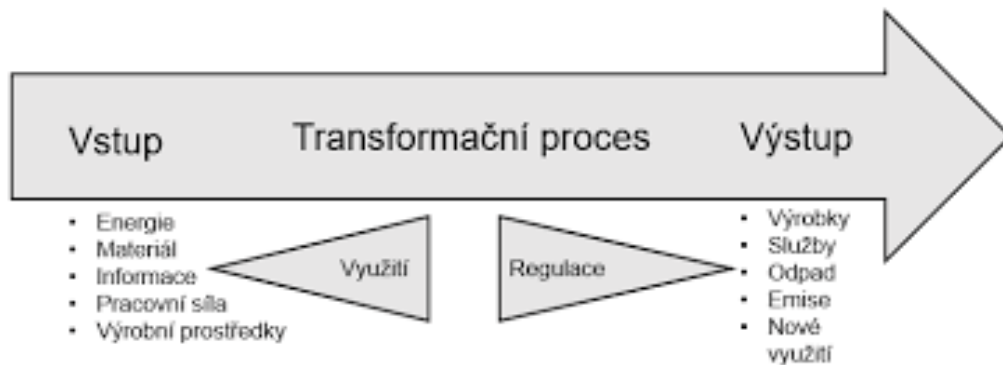 Vstup
Transformační proces
Výstup
• Energie
• Materiál
• Informace
• Pracovní síla
• Výrobní prostředky
Využití
Regulace
• Výrobky
• Služby
• Odpad
• Emise
• Nové
využití